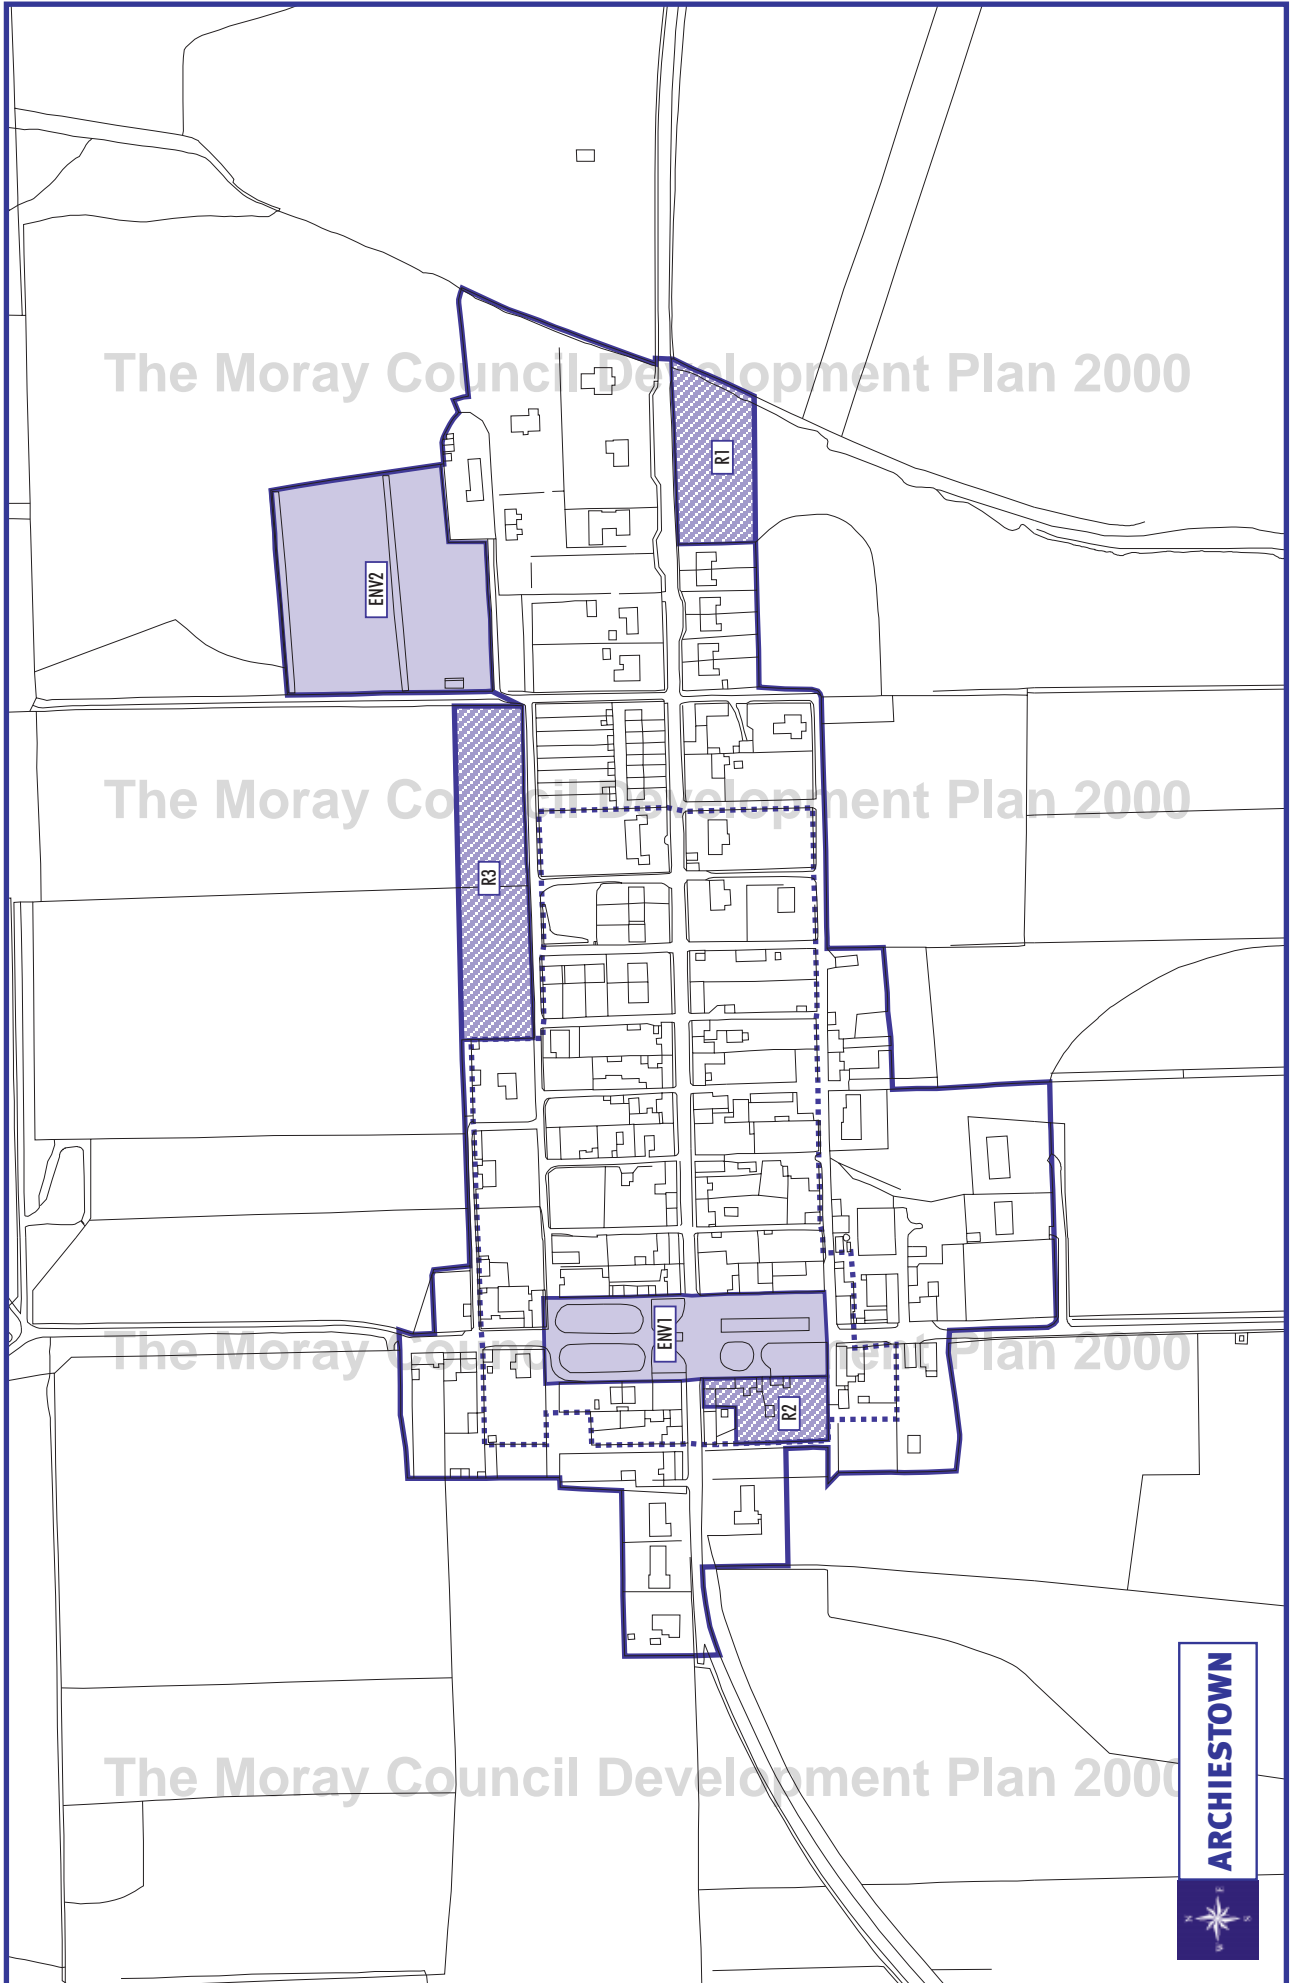 The Moray Council Development Plan 2000
R1
ENV2
The Moray Council Development Plan 2000
R3
The Moray Council Development Plan 2000
ENV1
R2
The Moray Council Development Plan 2000
ARCHIESTOWN
N
E
S
W